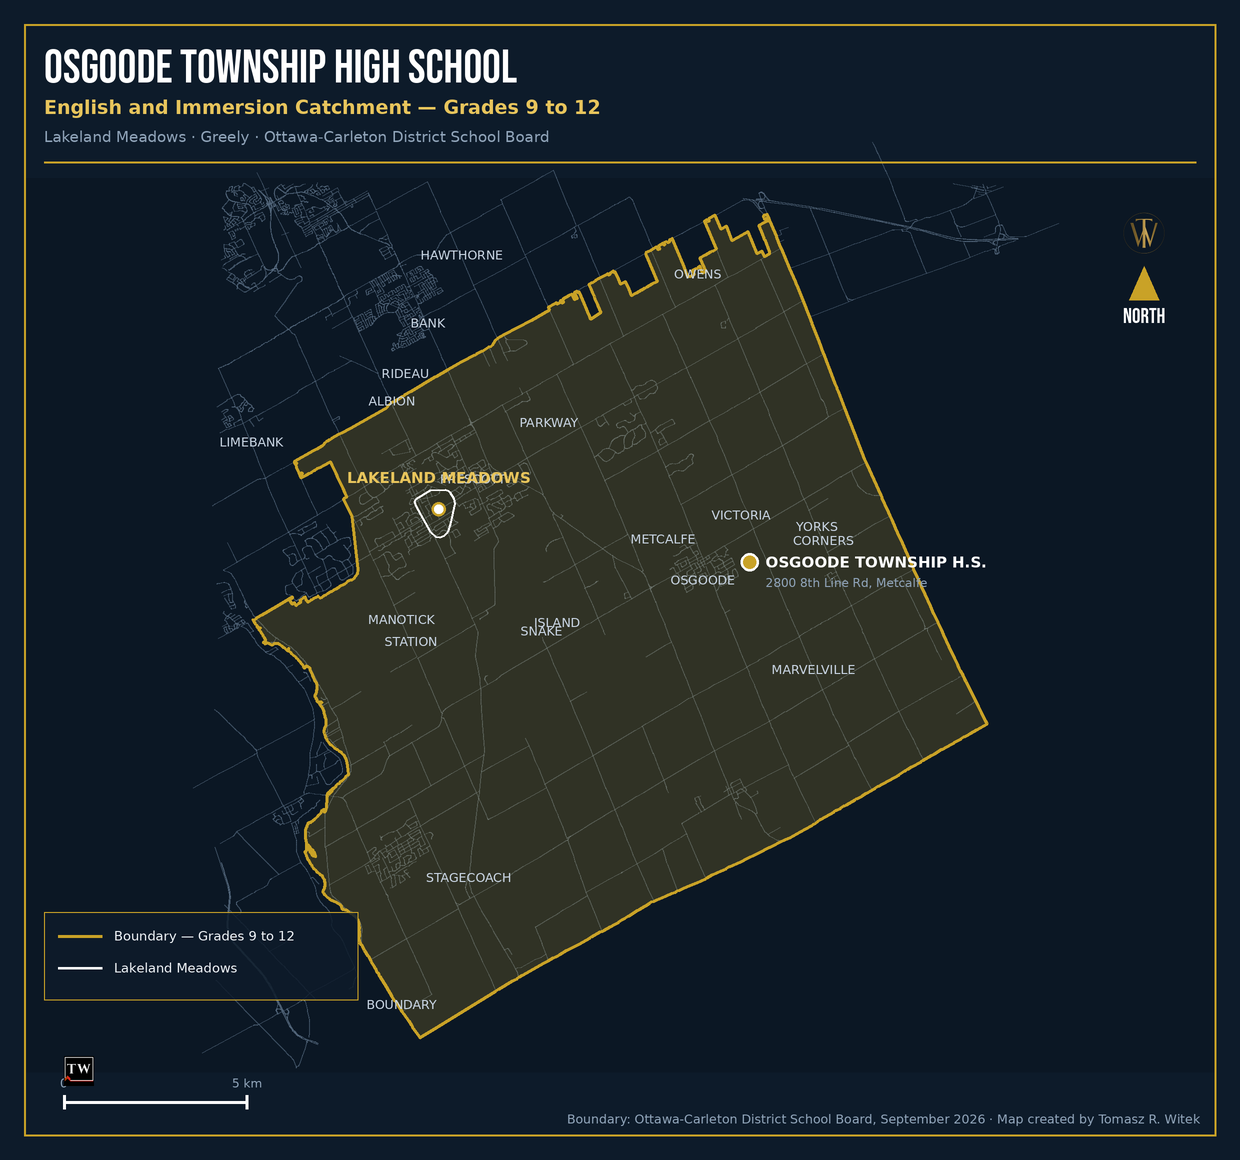 OSGOODE TOWNSHIP HIGH SCHOOL
English and Immersion Catchment — Grades 9 to 12
Lakeland Meadows · Greely · Ottawa-Carleton District School Board
HAWTHORNE
OWENS
NORTH
BANK
RIDEAU
ALBION
PARKWAY
LIMEBANK
LAKELAND MEADOWS
VICTORIA
YORKS
CORNERS
METCALFE
OSGOODE TOWNSHIP H.S.
OSGOODE
2800 8th Line Rd, Metcalfe
MANOTICK
STATION
ISLAND
SNAKE
MARVELVILLE
STAGECOACH
Boundary — Grades 9 to 12
Lakeland Meadows
BOUNDARY
TW
0
5 km
Boundary: Ottawa-Carleton District School Board, September 2026 · Map created by Tomasz R. Witek